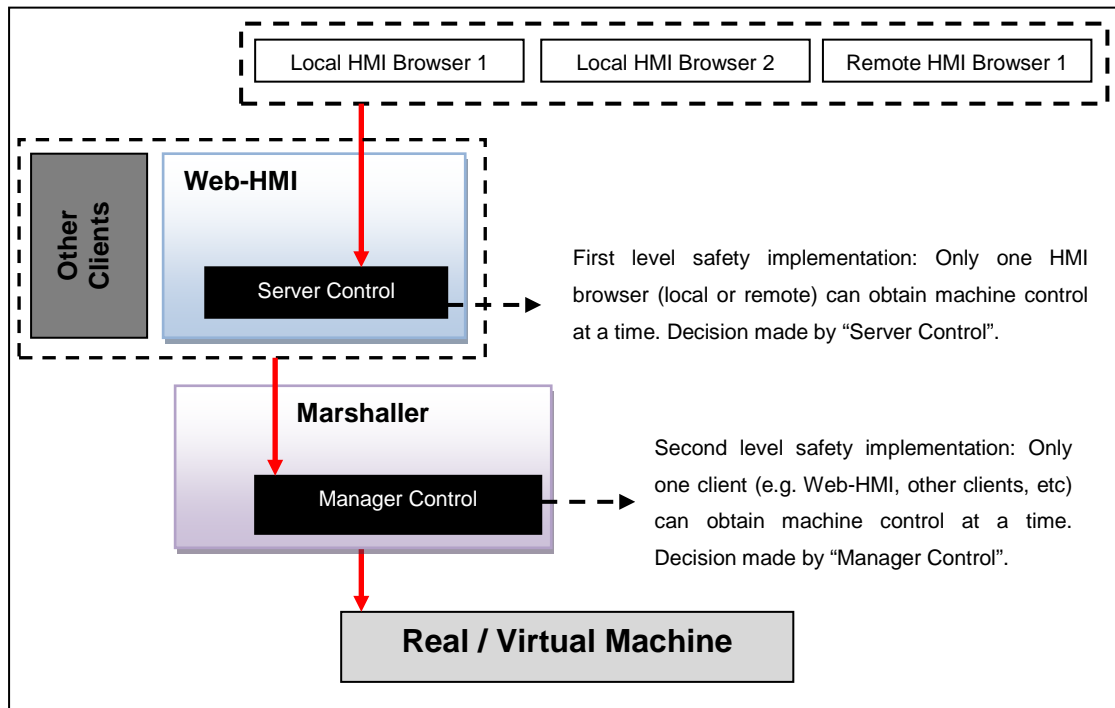 Local HMI Browser 1
Local HMI Browser 2
Remote HMI Browser 1
Other
Clients
Web-HMI
Server Control
First level safety implementation: Only one HMI
browser (local or remote) can obtain machine control
at a time. Decision made by “Server Control”.
Marshaller
Manager Control
Second level safety implementation: Only
one client (e.g. Web-HMI, other clients, etc)
can obtain machine control at a time.
Decision made by “Manager Control”.
Real / Virtual Machine